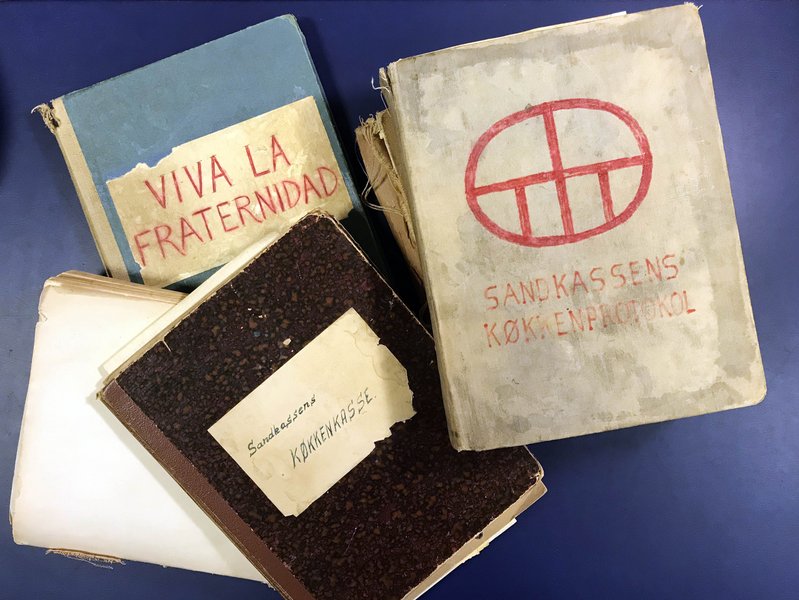 VIVA LA
FRATERNIDAD
SANDKASSENS
KØKKENPROTOKOL
Sandkassens
KØKKENKASSE.